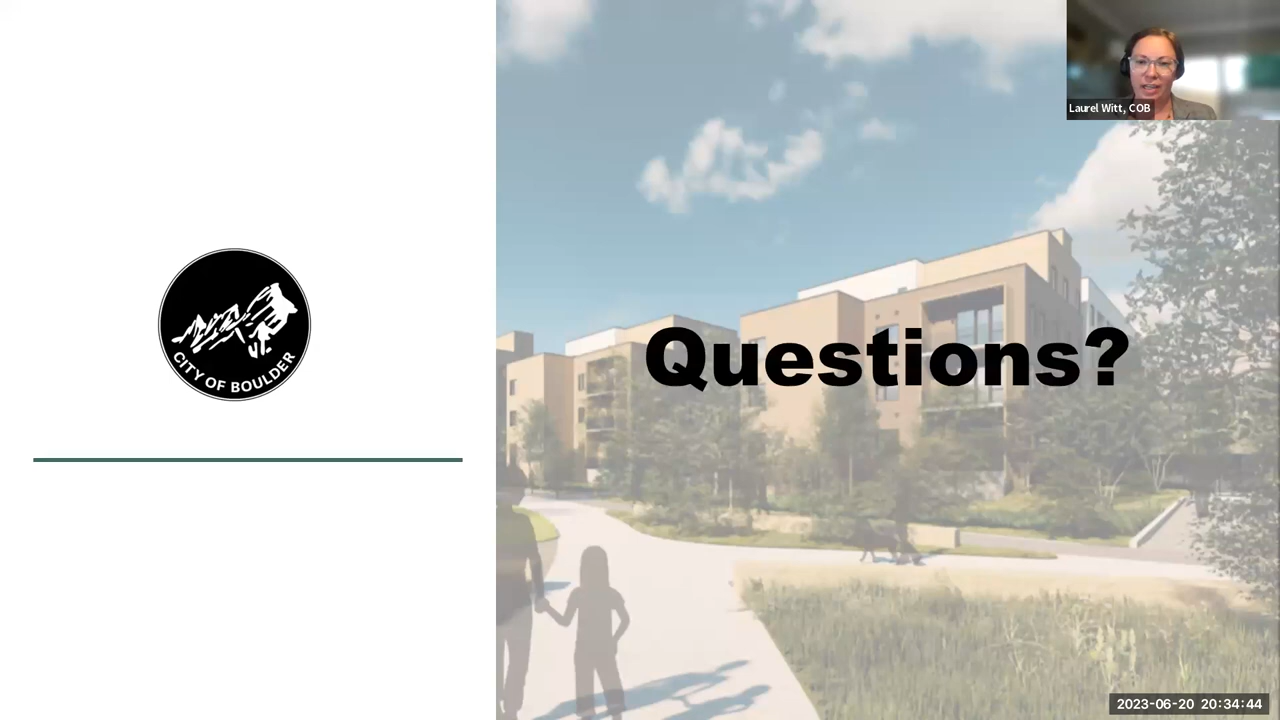 Laurel Witt, COB
CITY OF BOULDER
Questions?
2023-06-20 20:34:44